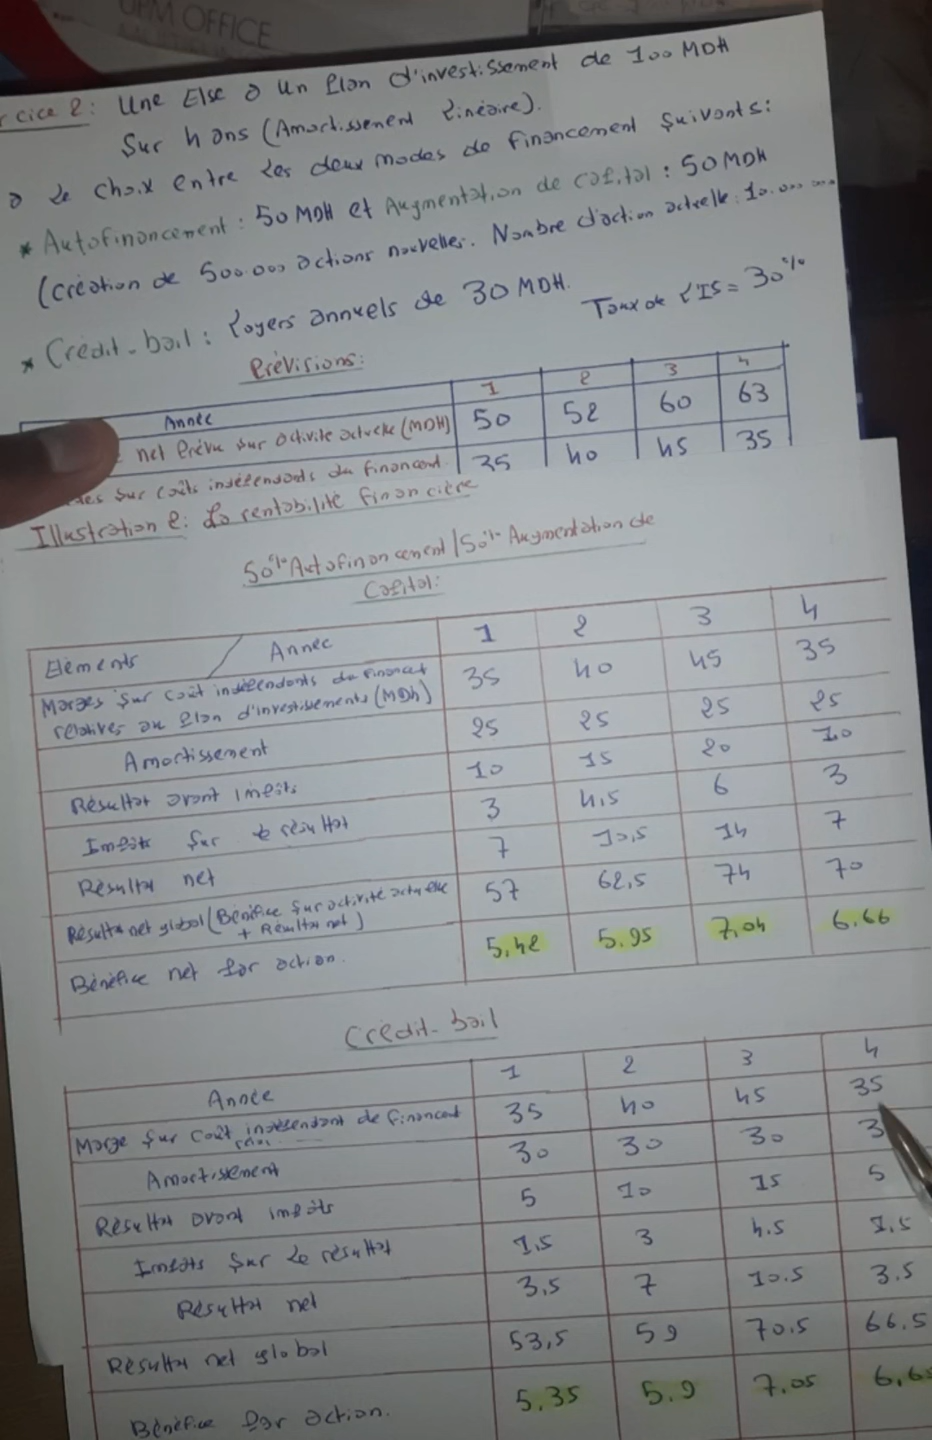 UPM OFFICE
cice 2: Une Else a un Plan d'investissement de 100 MDH
Sur 4 ans (Amortissement linéaire).
a le choix entre les deux modes de financement suivants:
* Autofinancement : 50 MDH et Augmentation de capital : 50 MDH
(création de 500.000 actions nouvelles. Nombre d'action actuelle : 10.000.000
* Crédit-bail : loyers annuels de 30 MDH. Taux de l'IS = 30%
Prévisions:
Année 1 2 3 4
net Prévu sur activité actuelle (MDH) 50 52 60 63
sur coûts indépendants du financent. 35 40 45 35
Illustration 2: La rentabilité financière
50% Autofinancement / 50% Augmentation de
Capital:
Eléments / Année 1 2 3 4
Marges sur coût indépendants du financet
relatives au plan d'investissements (MDh) 35 40 45 35
Amortissement 25 25 25 25
Résultat avant impôts 10 15 20 10
Impôts sur le résultat 3 4,5 6 3
Résultat net 7 10,5 14 7
Résultat net global (Bénéfice sur activité actuelle
+ Résultat net) 57 62,5 74 70
Bénéfice net par action. 5,42 5.95 7,04 6.66
Crédit-bail
Année 1 2 3 4
Marge sur coût indépendant de financent 35 40 45 35
Amortissement 30 30 30 3
Résultat avant impôts 5 10 15 5
Impôts sur le résultat 1,5 3 4,5 1,5
Résultat net 3,5 7 10.5 3.5
Résultat net global 53,5 59 70.5 66.5
Bénéfice par action. 5.35 5.9 7.05 6,65